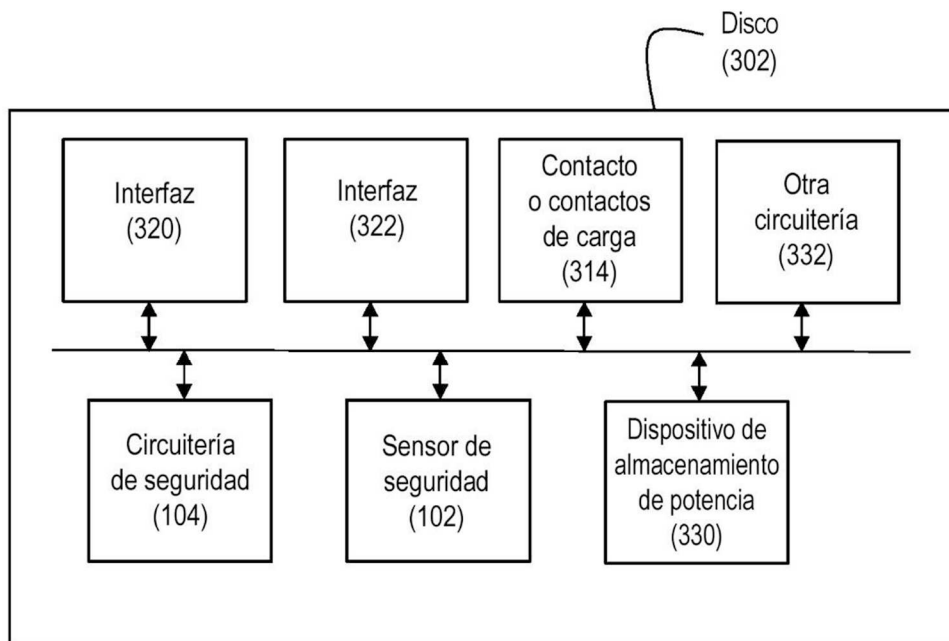 Disco
(302)
Interfaz
(320)
Interfaz
(322)
Contacto
o contactos
de carga
(314)
Otra
circuitería
(332)
Circuitería
de seguridad
(104)
Sensor de
seguridad
(102)
Dispositivo de
almacenamiento
de potencia
(330)